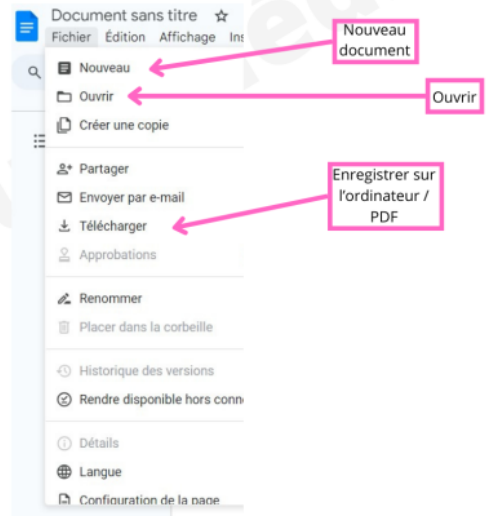 Document sans titre
Fichier Édition Affichage Ins
Nouveau
document
Nouveau
Ouvrir
Ouvrir
Créer une copie
Partager
Envoyer par e-mail
Enregistrer sur
l'ordinateur /
PDF
Télécharger
Approbations
Renommer
Placer dans la corbeille
Historique des versions
Rendre disponible hors conn
Détails
Langue
Configuration de la page